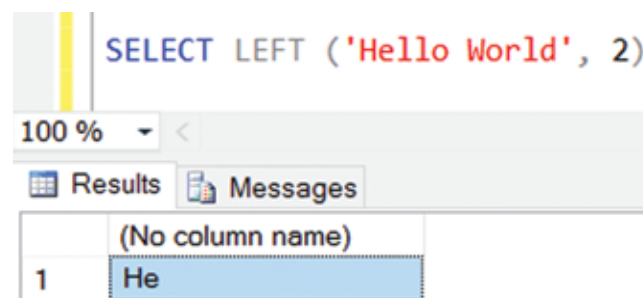 SELECT LEFT ('Hello World', 2)
100 %
Results Messages
(No column name)
1 He